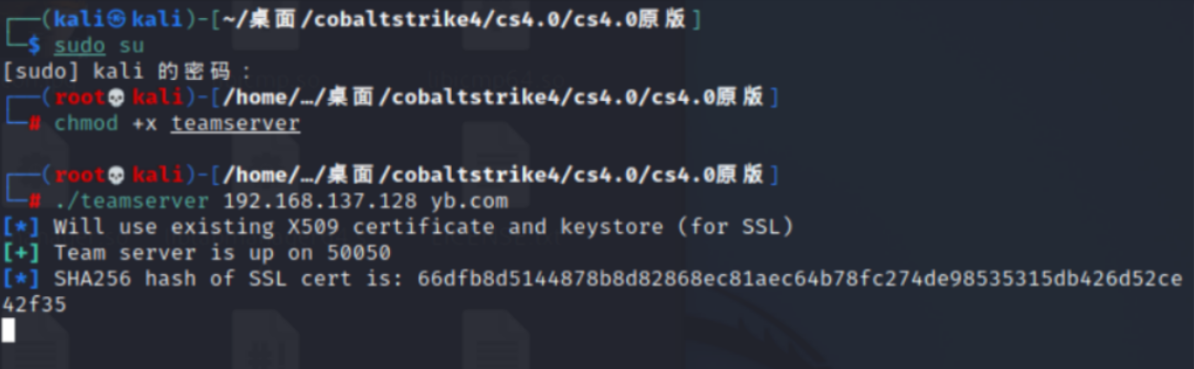 ┌──(kali㉿kali)-[~/桌面/cobaltstrike4/cs4.0/cs4.0原版]
└─$ sudo su
[sudo] kali 的密码：
┌──(root💀kali)-[/home/…/桌面/cobaltstrike4/cs4.0/cs4.0原版]
└─# chmod +x teamserver
┌──(root💀kali)-[/home/…/桌面/cobaltstrike4/cs4.0/cs4.0原版]
└─# ./teamserver 192.168.137.128 yb.com
[*] Will use existing X509 certificate and keystore (for SSL)
[+] Team server is up on 50050
[*] SHA256 hash of SSL cert is: 66dfb8d5144878b8d82868ec81aec64b78fc274de98535315db426d52ce
42f35